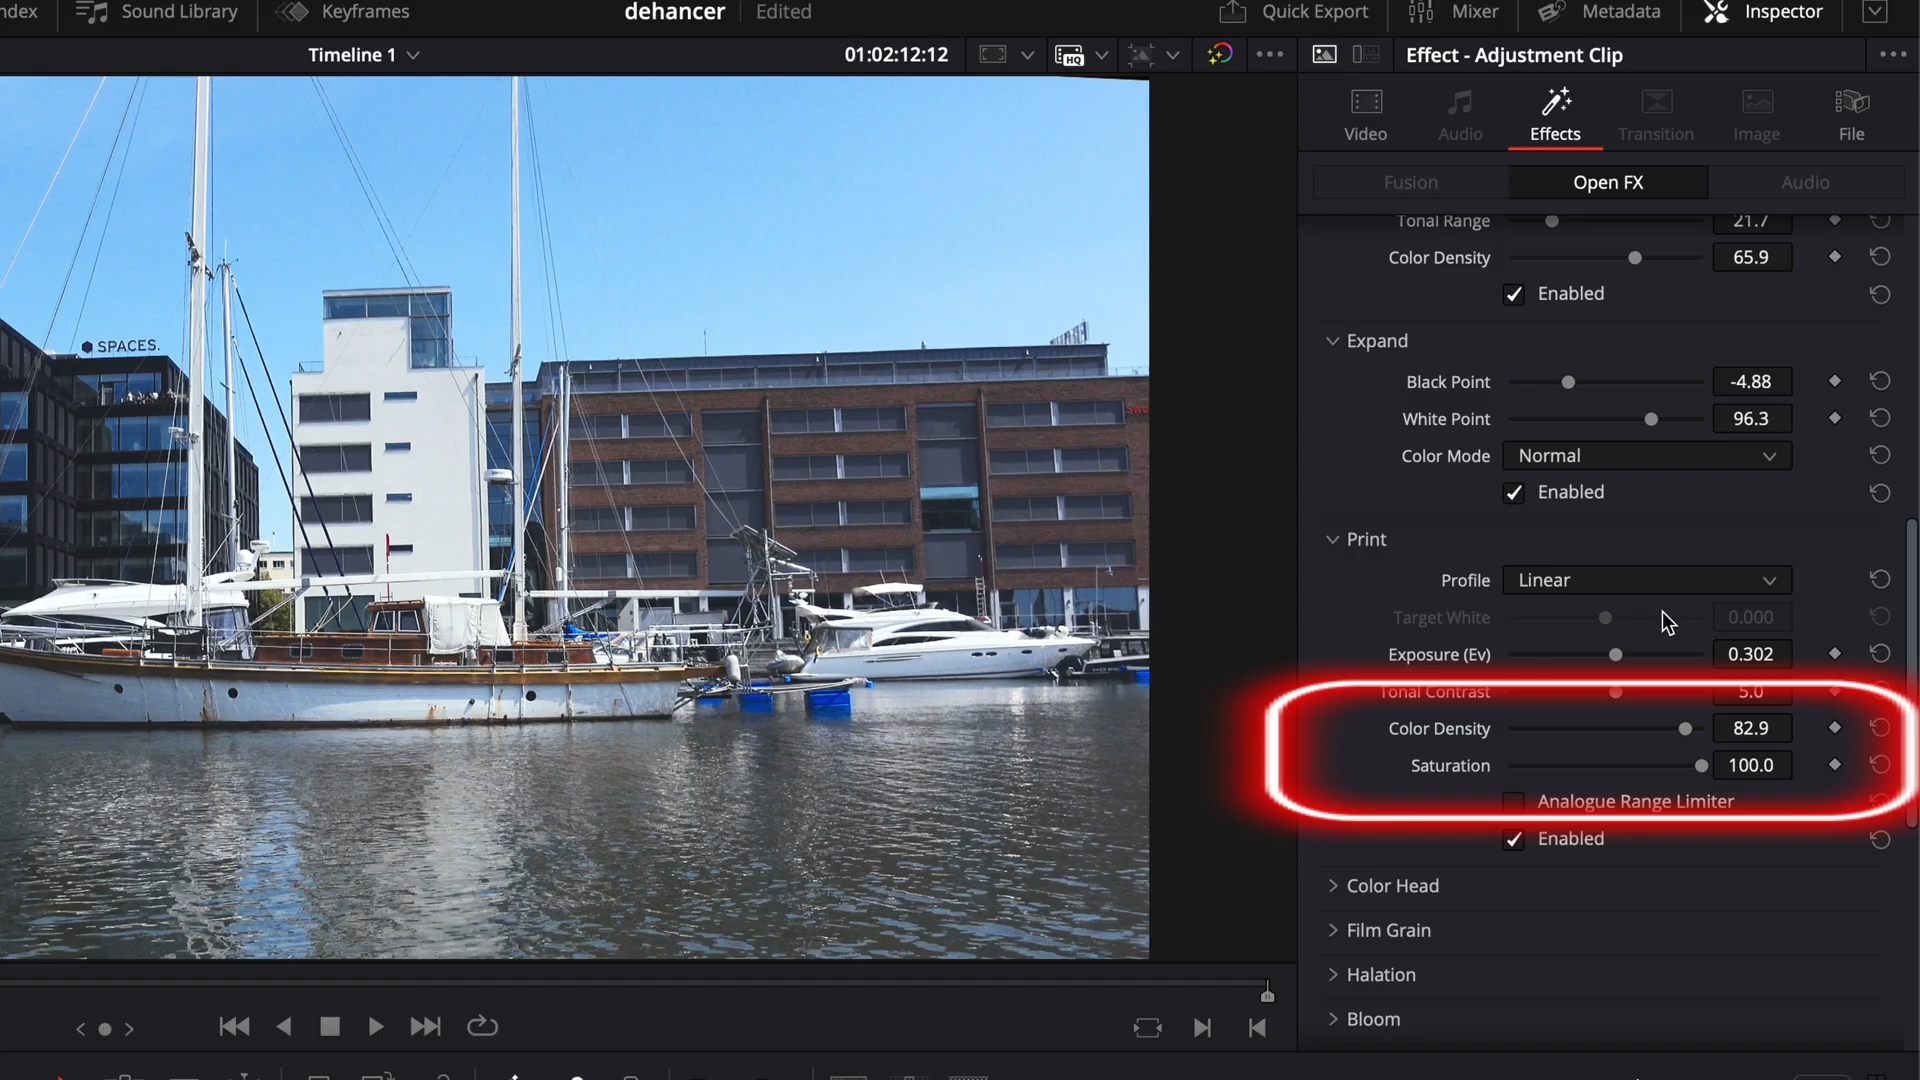 ndex
Sound Library
Keyframes
dehancer
Edited
Quick Export
Mixer
Metadata
Inspector
Timeline 1
01:02:12:12
HQ
Effect - Adjustment Clip
Video
Audio
Effects
Transition
Image
File
Fusion
Open FX
Audio
Tonal Range 21.7
Color Density 65.9
Enabled
Expand
Black Point -4.88
White Point 96.3
Color Mode Normal
Enabled
Print
Profile Linear
Target White 0.000
Exposure (Ev) 0.302
Tonal Contrast 5.0
Color Density 82.9
Saturation 100.0
Analogue Range Limiter
Enabled
Color Head
Film Grain
Halation
Bloom
SPACES.
Swe